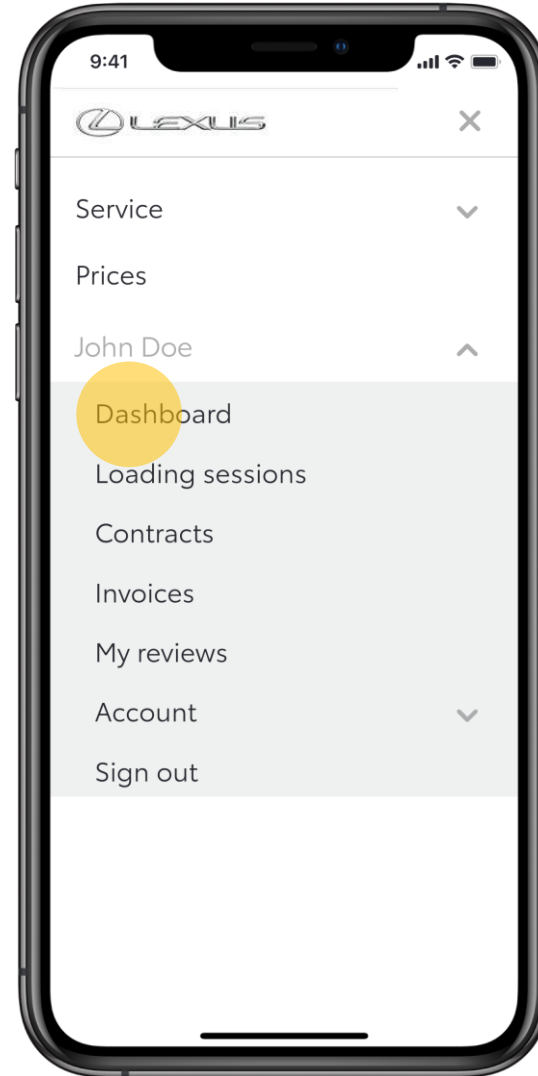 9:41
LEXUS
Service
Prices
John Doe
Dashboard
Loading sessions
Contracts
Invoices
My reviews
Account
Sign out